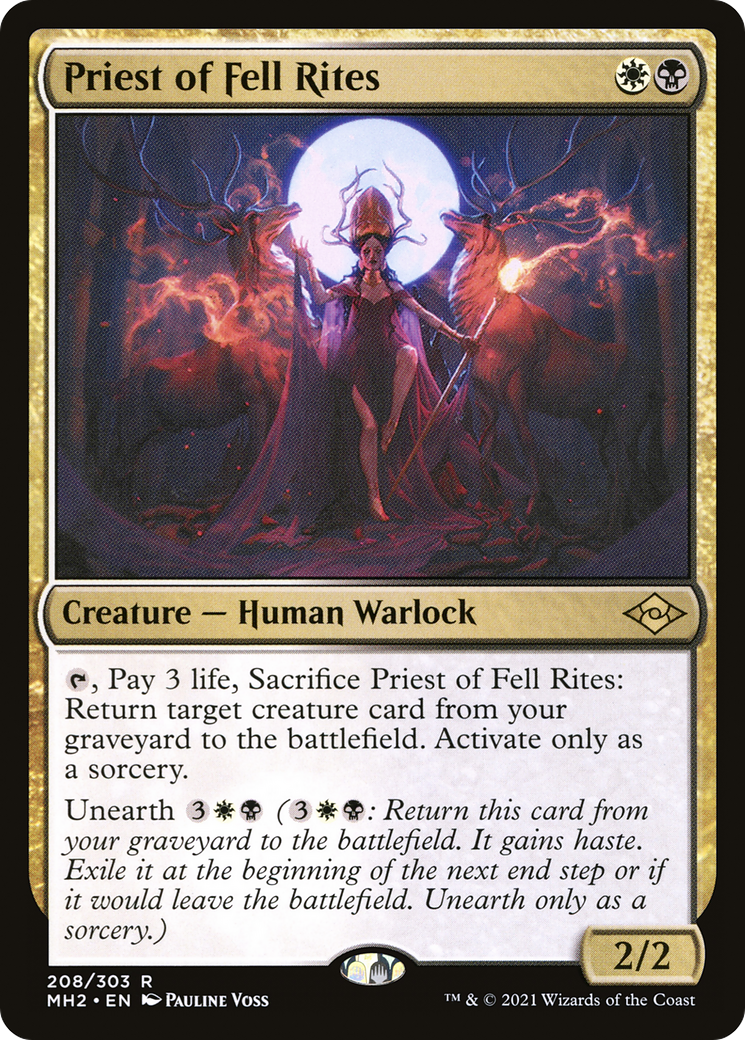 Priest of Fell Rites
Creature — Human Warlock
, Pay 3 life, Sacrifice Priest of Fell Rites:
Return target creature card from your
graveyard to the battlefield. Activate only as
a sorcery.
Unearth 3 (3: Return this card from
your graveyard to the battlefield. It gains haste.
Exile it at the beginning of the next end step or if
it would leave the battlefield. Unearth only as a
sorcery.)
2/2
208/303 R
MH2 • EN Pauline Voss
™ & © 2021 Wizards of the Coast